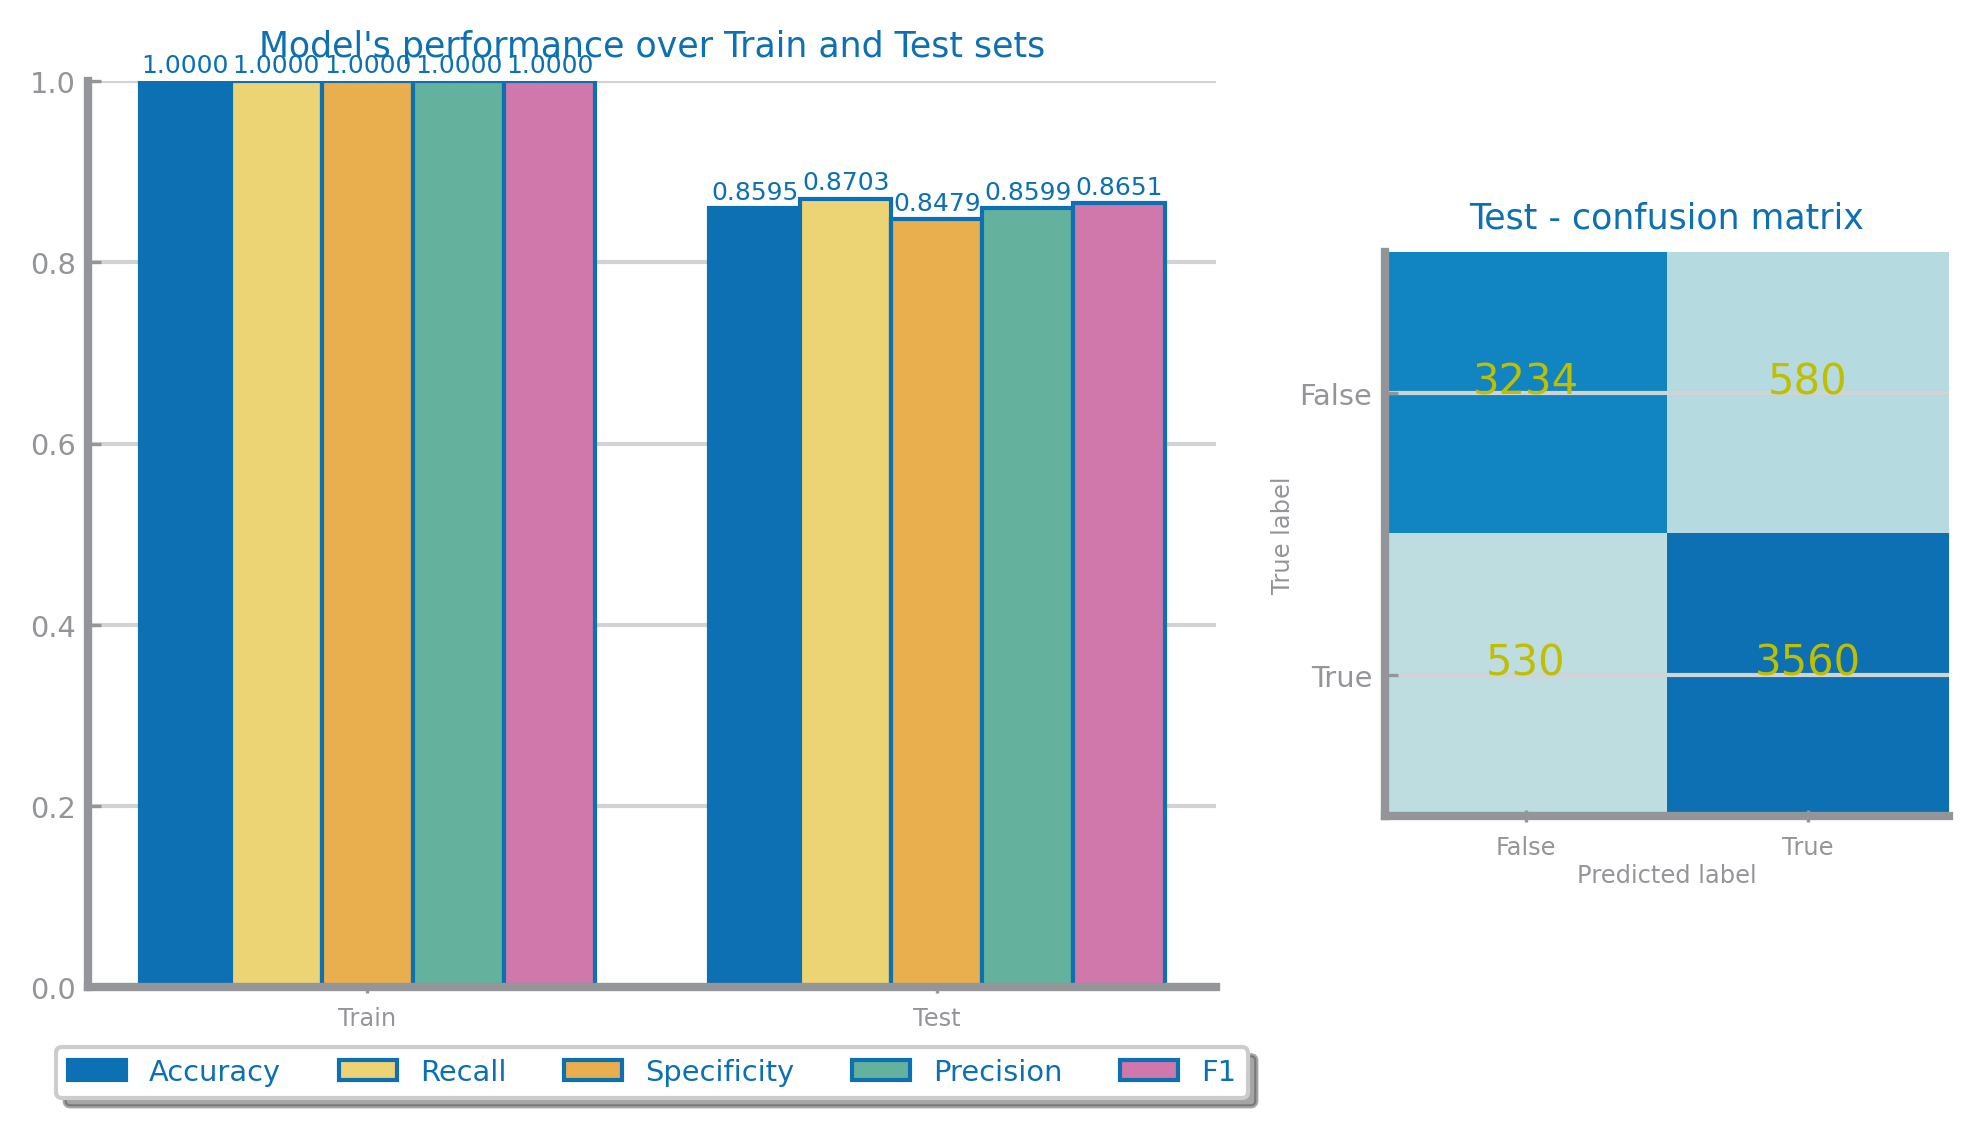 Model's performance over Train and Test sets
1.0000 1.0000 1.0000 1.0000 1.0000
1.0
0.8595 0.8703 0.8479 0.8599 0.8651
0.8
0.6
0.4
0.2
0.0
Train Test
Accuracy Recall Specificity Precision F1
Test - confusion matrix
3234 580
False
True label
530 3560
True
False True
Predicted label